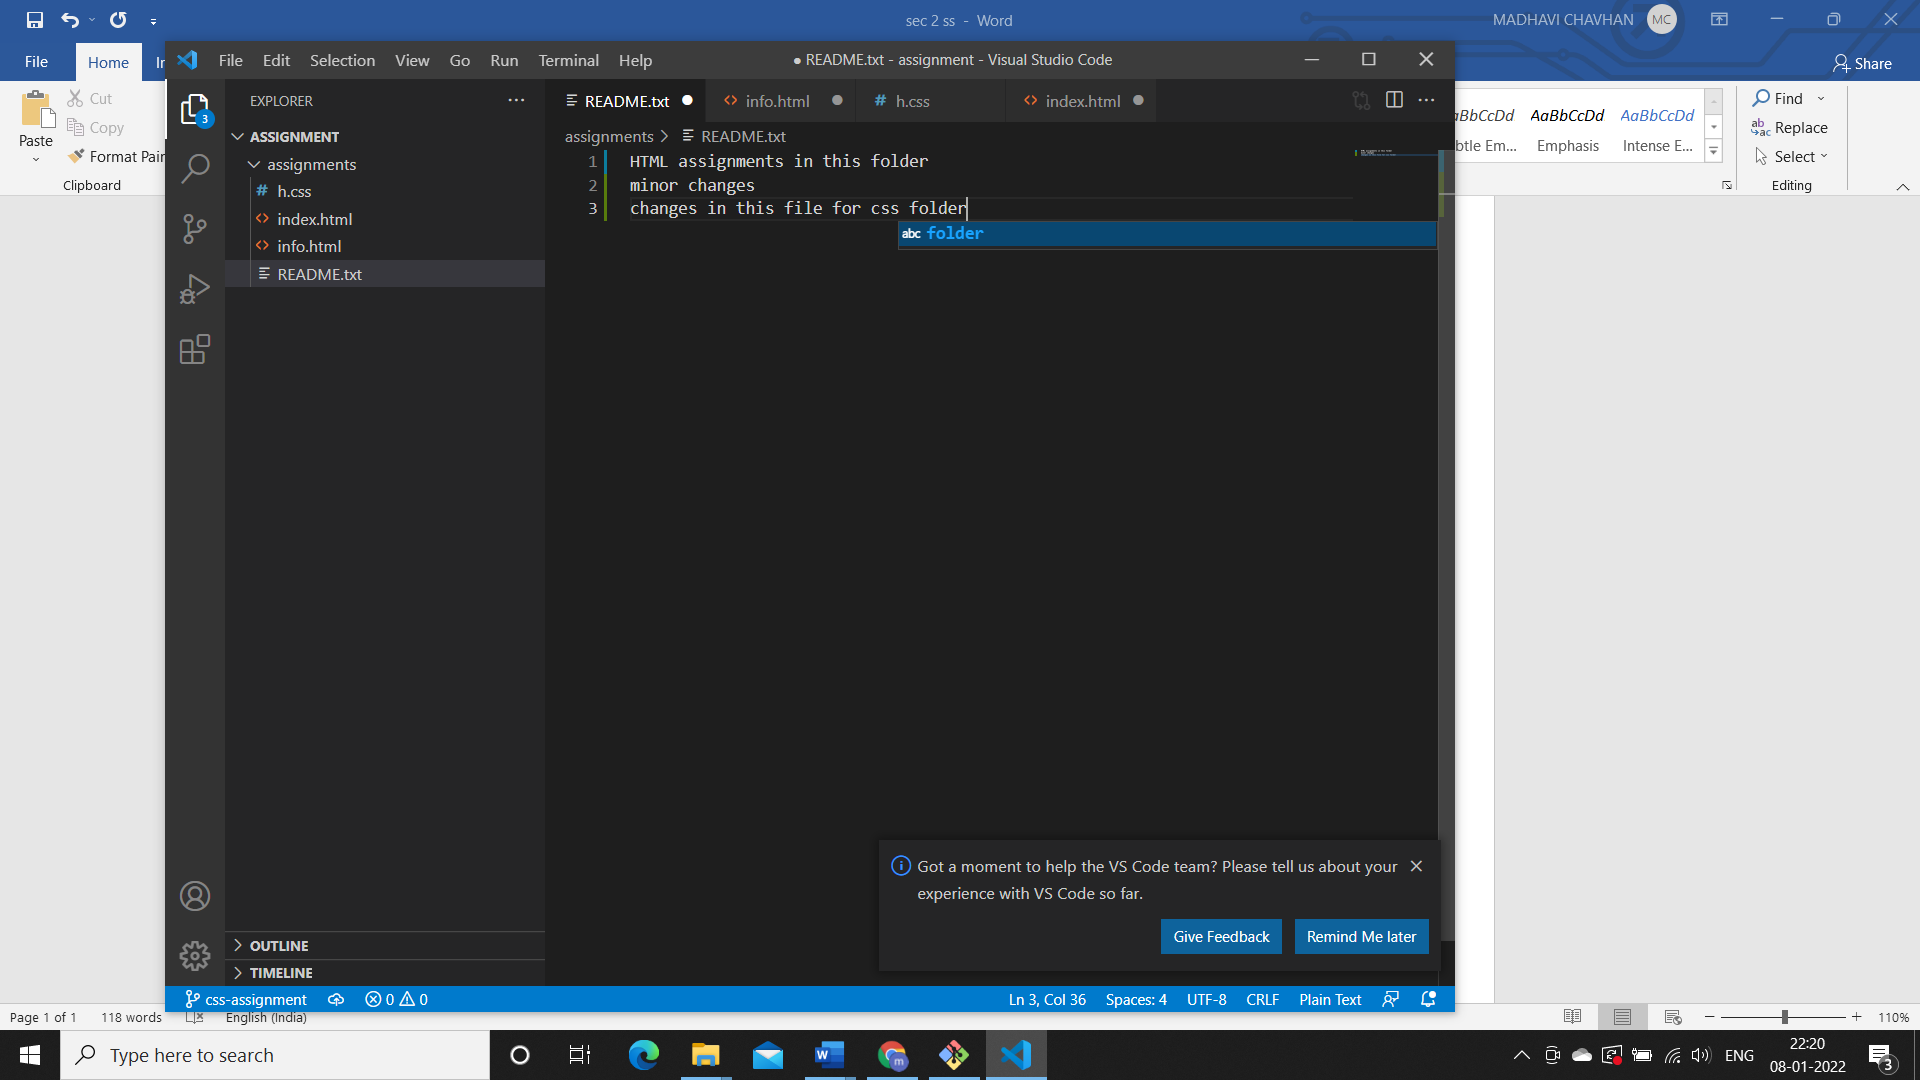 sec 2 ss - Word
MADHAVI CHAVHAN
MC
File
Home
Share
Cut
Copy
Paste
Clipboard
AaBbCcDd
AaBbCcDd
Emphasis
Intense E...
Find
Replace
Select
Editing
File Edit Selection View Go Run Terminal Help
● README.txt - assignment - Visual Studio Code
EXPLORER
3
ASSIGNMENT
assignments
h.css
index.html
info.html
README.txt
OUTLINE
TIMELINE
README.txt
info.html
h.css
index.html
assignments > README.txt
1 HTML assignments in this folder
2 minor changes
3 changes in this file for css folder
abc folder
Got a moment to help the VS Code team? Please tell us about your
experience with VS Code so far.
Give Feedback
Remind Me later
css-assignment
0
0
Ln 3, Col 36
Spaces: 4
UTF-8
CRLF
Plain Text
Page 1 of 1
118 words
English (India)
110%
Type here to search
ENG
22:20
08-01-2022
3